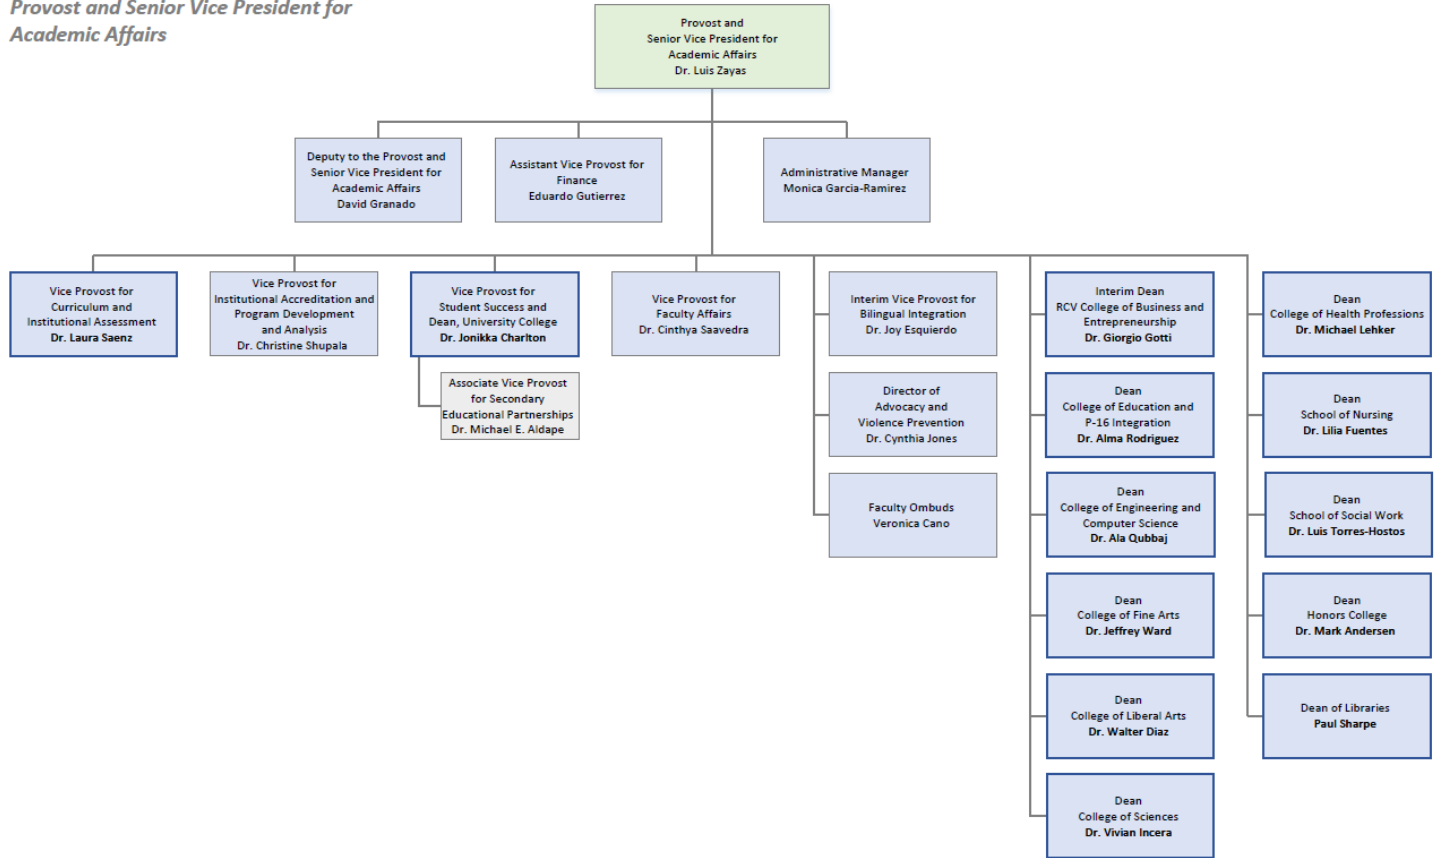 Provost and Senior Vice President for
Academic Affairs
Provost and
Senior Vice President for
Academic Affairs
Dr. Luis Zayas
Deputy to the Provost and
Senior Vice President for
Academic Affairs
David Granado
Assistant Vice Provost for
Finance
Eduardo Gutierrez
Administrative Manager
Monica Garcia-Ramirez
Vice Provost for
Curriculum and
Institutional Assessment
Dr. Laura Saenz
Vice Provost for
Institutional Accreditation and
Program Development
and Analysis
Dr. Christine Shupala
Vice Provost for
Student Success and
Dean, University College
Dr. Jonikka Charlton
Associate Vice Provost
for Secondary
Educational Partnerships
Dr. Michael E. Aldape
Vice Provost for
Faculty Affairs
Dr. Cinthya Saavedra
Interim Vice Provost for
Bilingual Integration
Dr. Joy Esquierdo
Director of
Advocacy and
Violence Prevention
Dr. Cynthia Jones
Faculty Ombuds
Veronica Cano
Interim Dean
RCV College of Business and
Entrepreneurship
Dr. Giorgio Gotti
Dean
College of Education and
P-16 Integration
Dr. Alma Rodriguez
Dean
College of Engineering and
Computer Science
Dr. Ala Qubbaj
Dean
College of Fine Arts
Dr. Jeffrey Ward
Dean
College of Liberal Arts
Dr. Walter Diaz
Dean
College of Sciences
Dr. Vivian Incera
Dean
College of Health Professions
Dr. Michael Lehker
Dean
School of Nursing
Dr. Lilia Fuentes
Dean
School of Social Work
Dr. Luis Torres-Hostos
Dean
Honors College
Dr. Mark Andersen
Dean of Libraries
Paul Sharpe